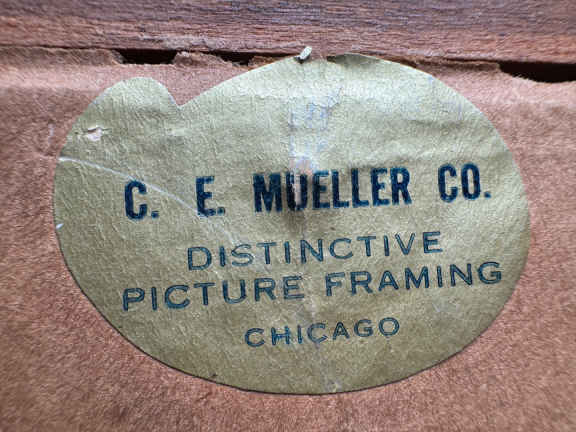 C. E. MUELLER CO.
DISTINCTIVE
PICTURE FRAMING
CHICAGO